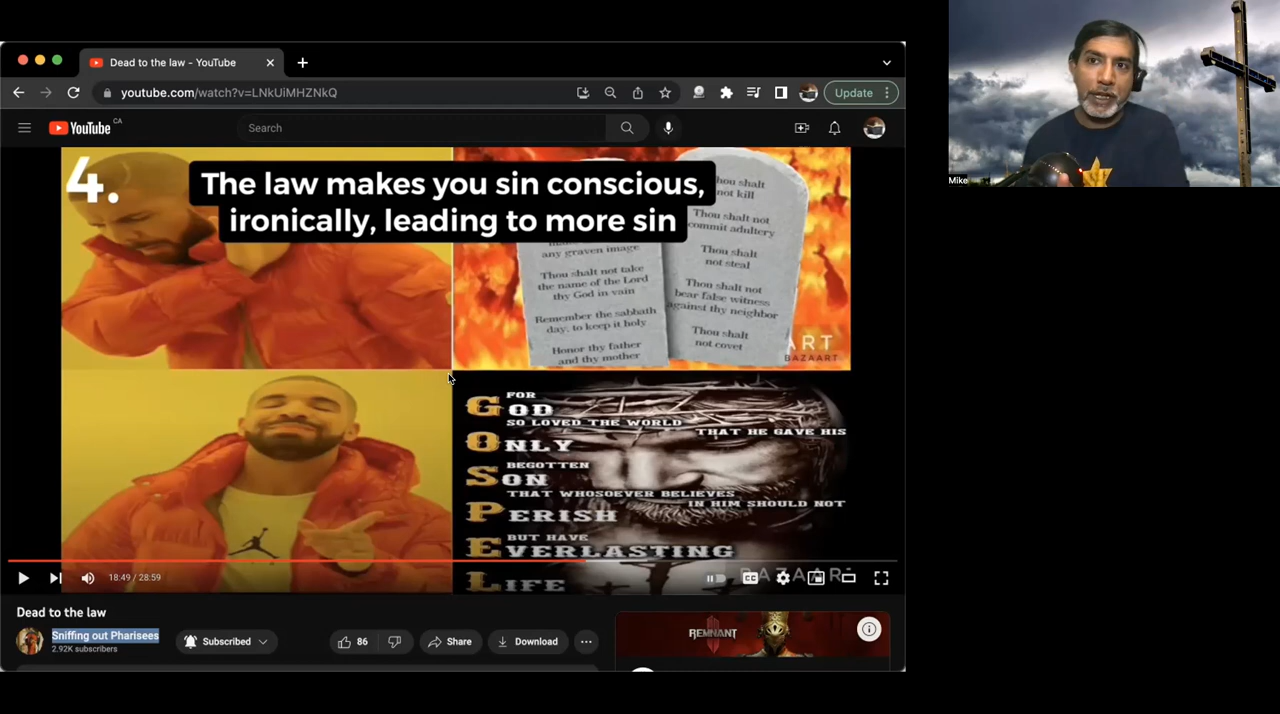 Dead to the law - YouTube
youtube.com/watch?v=LNkUiMHZNkQ
Update
YouTube CA
Search
4.
The law makes you sin conscious,
ironically, leading to more sin
any graven image
Thou shalt not take
the name of the Lord
thy God in vain
Remember the sabbath
day, to keep it holy
Honor thy father
and thy mother
thou shalt
not kill
Thou shalt not
commit adultery
Thou shalt
not steal
Thou shalt not
bear false witness
against thy neighbor
Thou shalt
not covet
ART
BAZAART
FOR
GOD
SO LOVED THE WORLD
THAT HE GAVE HIS
ONLY
BEGOTTEN
SON
THAT WHOSOEVER BELIEVES
IN HIM SHOULD NOT
PERISH
BUT HAVE
EVERLASTING
LIFE
BAZAART
18:49 / 28:59
CC
Dead to the law
Sniffing out Pharisees
2.92K subscribers
Subscribed
86
Share
Download
REMNANT
Mike